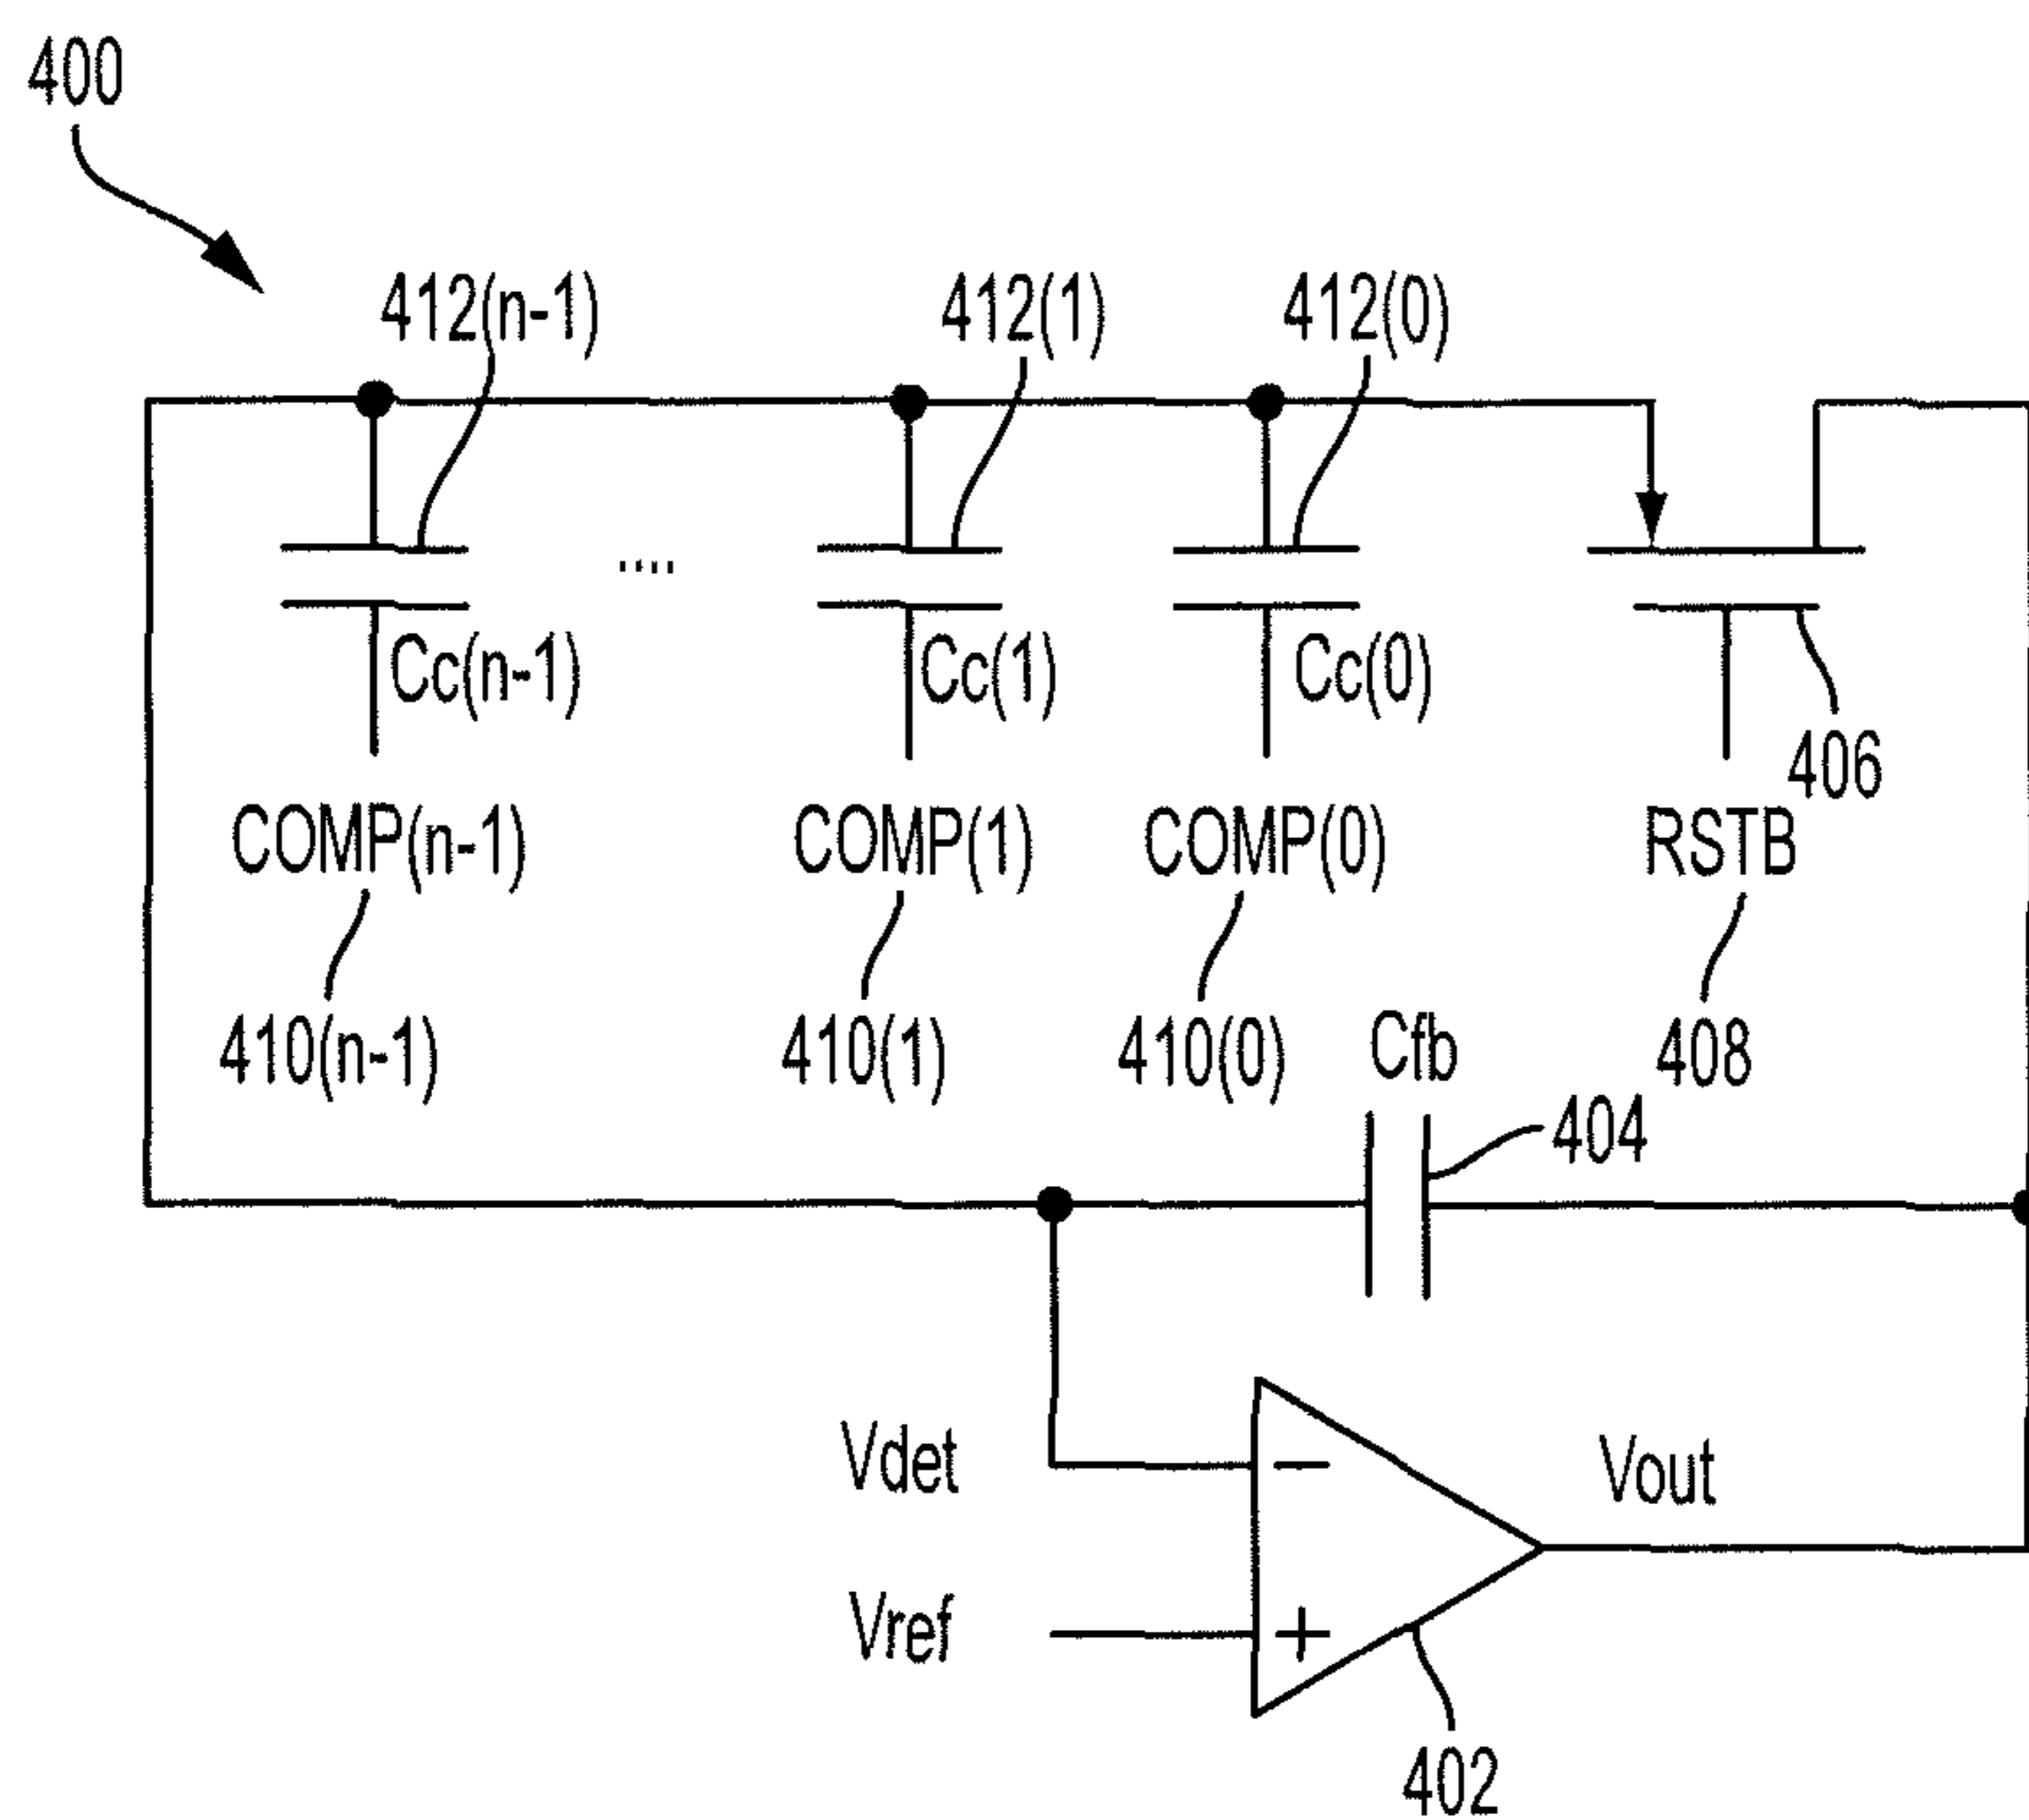 400
412(n-1) 412(1) 412(0)
....
Cc(n-1) Cc(1) Cc(0)
406
COMP(n-1) COMP(1) COMP(0) RSTB
410(n-1) 410(1) 410(0) Cfb 408
404
Vdet − Vout
Vref +
402